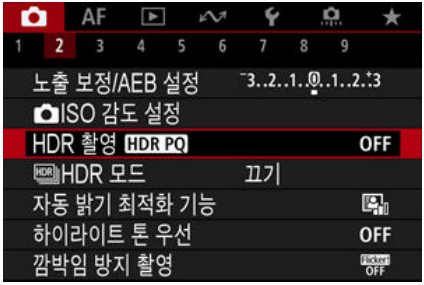 AF
1 2 3 4 5 6 7 8 9
노출 보정/AEB 설정 -3..2..1..0..1..2..+3
ISO 감도 설정
HDR 촬영 HDR PQ OFF
HDR HDR 모드 끄기
자동 밝기 최적화 기능
하이라이트 톤 우선 OFF
깜박임 방지 촬영 Flicker! OFF